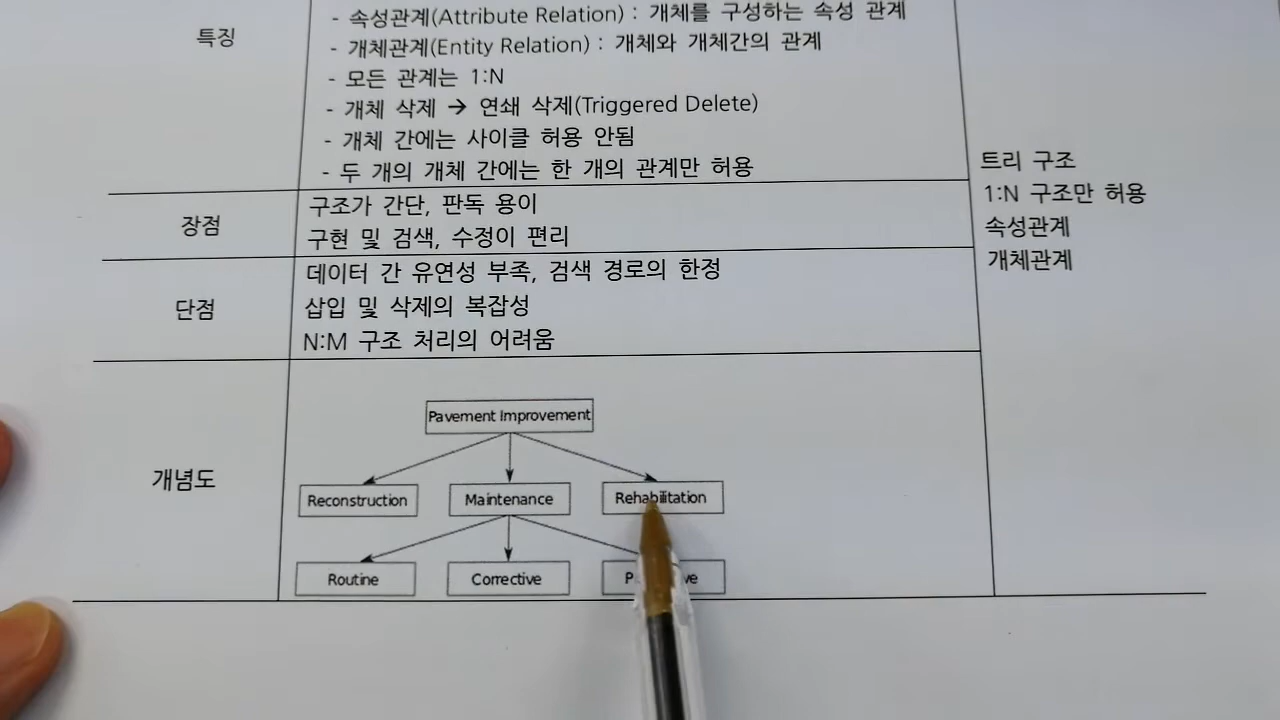 특징
- 속성관계(Attribute Relation) : 개체를 구성하는 속성 관계
- 개체관계(Entity Relation) : 개체와 개체간의 관계
- 모든 관계는 1:N
- 개체 삭제 → 연쇄 삭제(Triggered Delete)
- 개체 간에는 사이클 허용 안됨
- 두 개의 개체 간에는 한 개의 관계만 허용
장점
구조가 간단, 판독 용이
구현 및 검색, 수정이 편리
단점
데이터 간 유연성 부족, 검색 경로의 한정
삽입 및 삭제의 복잡성
N:M 구조 처리의 어려움
트리 구조
1:N 구조만 허용
속성관계
개체관계
개념도
Pavement Improvement
Reconstruction
Maintenance
Rehabilitation
Routine
Corrective